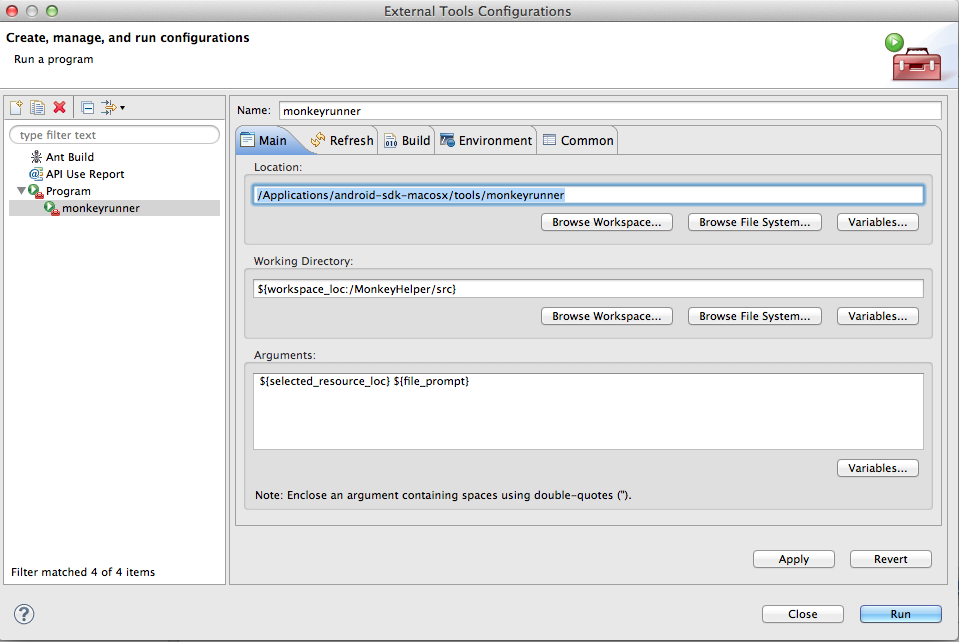 External Tools Configurations
Create, manage, and run configurations
Run a program
Name: monkeyrunner
type filter text
Ant Build
API Use Report
Program
monkeyrunner
Filter matched 4 of 4 items
Main Refresh Build Environment Common
Location:
/Applications/android-sdk-macosx/tools/monkeyrunner
Browse Workspace... Browse File System... Variables...
Working Directory:
${workspace_loc:/MonkeyHelper/src}
Browse Workspace... Browse File System... Variables...
Arguments:
${selected_resource_loc} ${file_prompt}
Variables...
Note: Enclose an argument containing spaces using double-quotes (").
Apply Revert
? Close Run